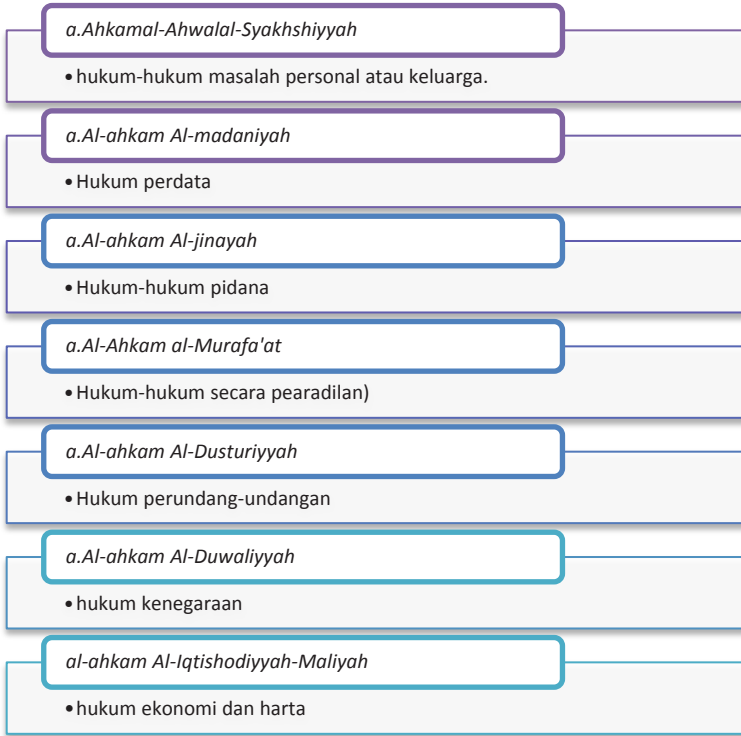 a.Ahkamal-Ahwalal-Syakhshiyyah
•hukum-hukum masalah personal atau keluarga.
a.Al-ahkam Al-madaniyah
•Hukum perdata
a.Al-ahkam Al-jinayah
•Hukum-hukum pidana
a.Al-Ahkam al-Murafa'at
•Hukum-hukum secara pearadilan)
a.Al-ahkam Al-Dusturiyyah
•Hukum perundang-undangan
a.Al-ahkam Al-Duwaliyyah
•hukum kenegaraan
al-ahkam Al-Iqtishodiyyah-Maliyah
•hukum ekonomi dan harta